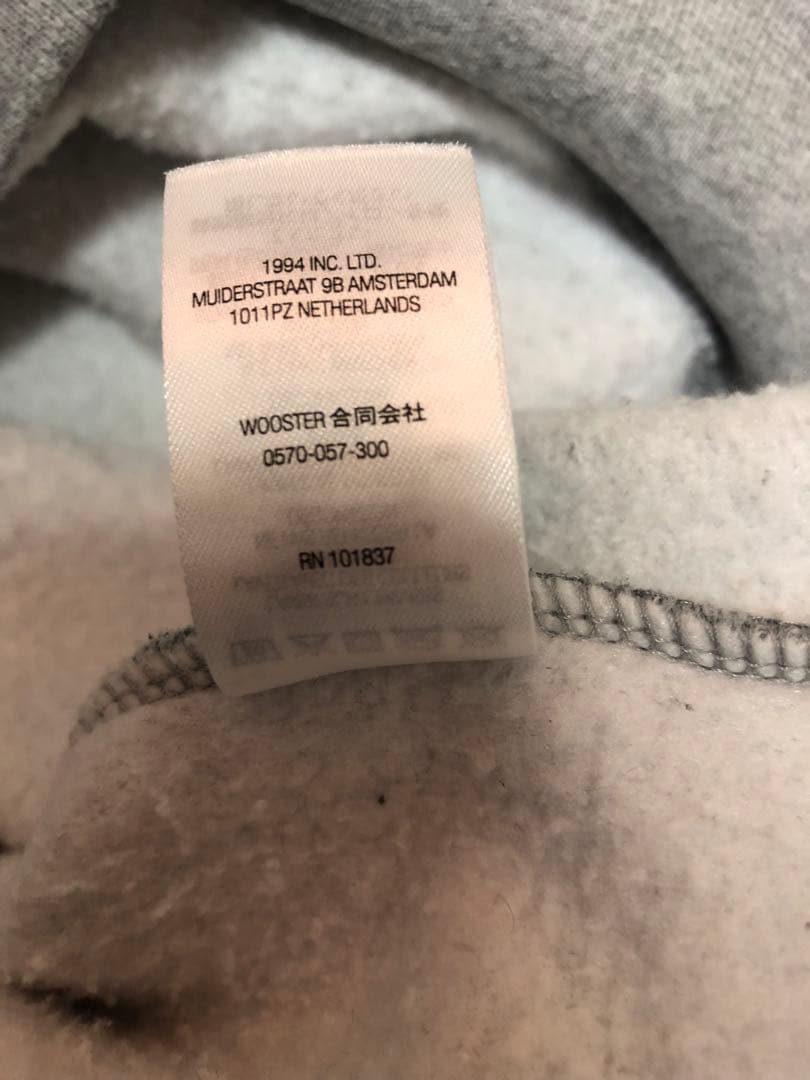 1994 INC. LTD.
MUIDERSTRAAT 9B AMSTERDAM
1011PZ NETHERLANDS
WOOSTER 合同会社
0570-057-300
RN 101837